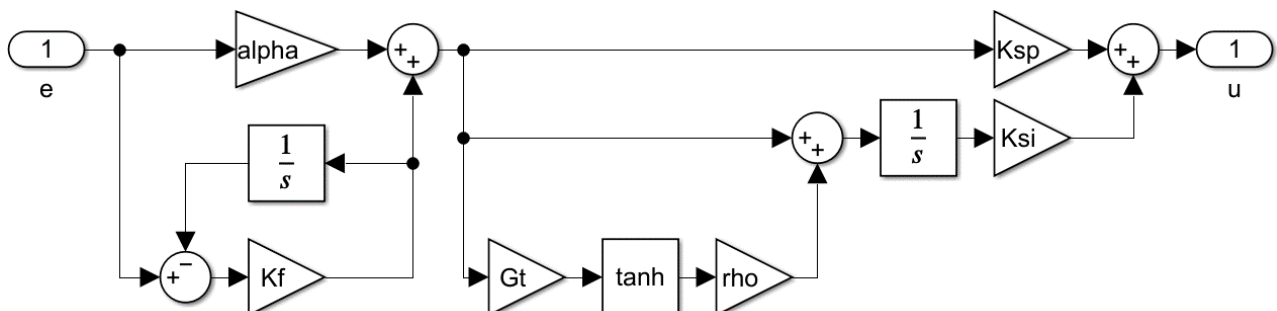 1
e
alpha
+
+
Ksp
+
+
1
u
1
s
+
+
1
s
Ksi
+
−
Kf
Gt
tanh
rho